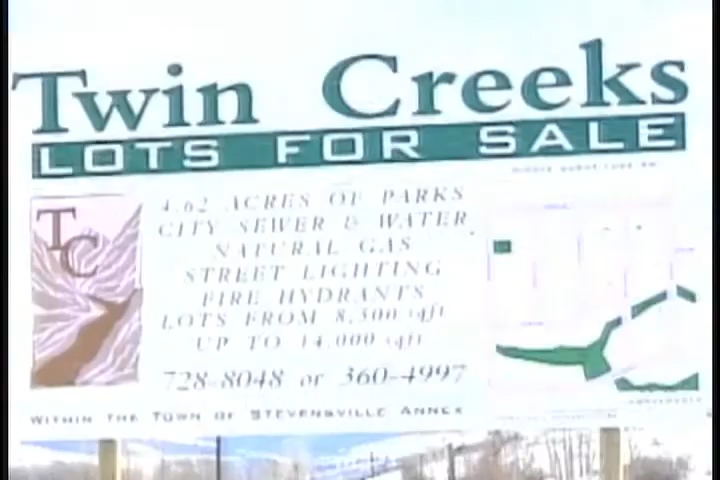 Twin Creeks
LOTS FOR SALE
TC
4.62 ACRES OF PARKS
CITY SEWER & WATER
NATURAL GAS
STREET LIGHTING
FIRE HYDRANTS
LOTS FROM 8,500 sqft
UP TO 14,000 sqft
728-8048 or 360-4997
WITHIN THE TOWN OF STEVENSVILLE ANNEX